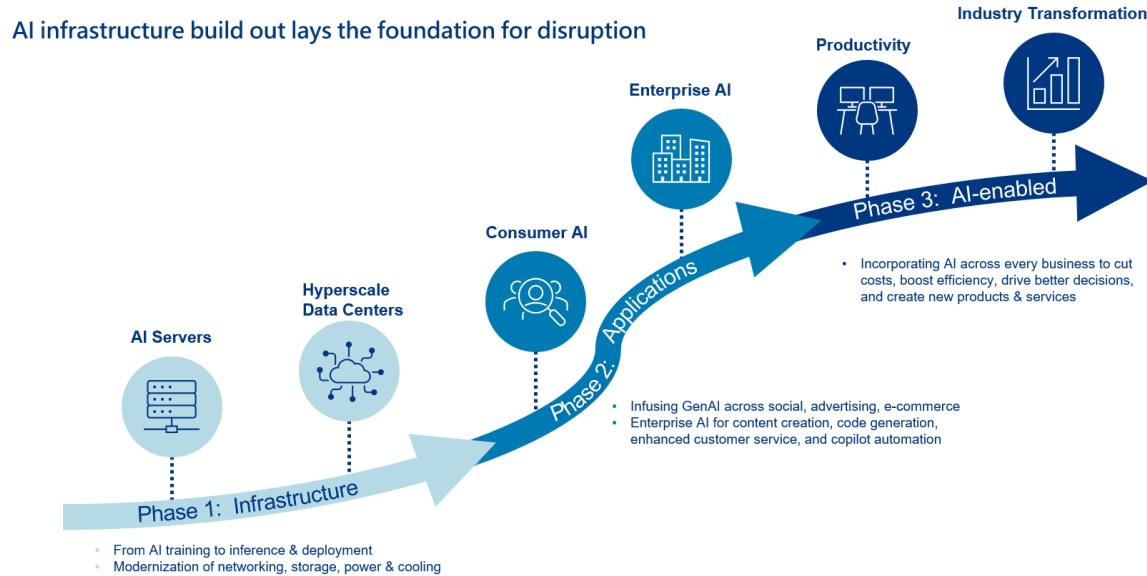 AI infrastructure build out lays the foundation for disruption
AI Servers
Hyperscale
Data Centers
Phase 1: Infrastructure
• From AI training to inference & deployment
• Modernization of networking, storage, power & cooling
Consumer AI
Enterprise AI
Phase 2: Applications
• Infusing GenAI across social, advertising, e-commerce
• Enterprise AI for content creation, code generation,
enhanced customer service, and copilot automation
Productivity
Industry Transformation
Phase 3: AI-enabled
• Incorporating AI across every business to cut
costs, boost efficiency, drive better decisions,
and create new products & services